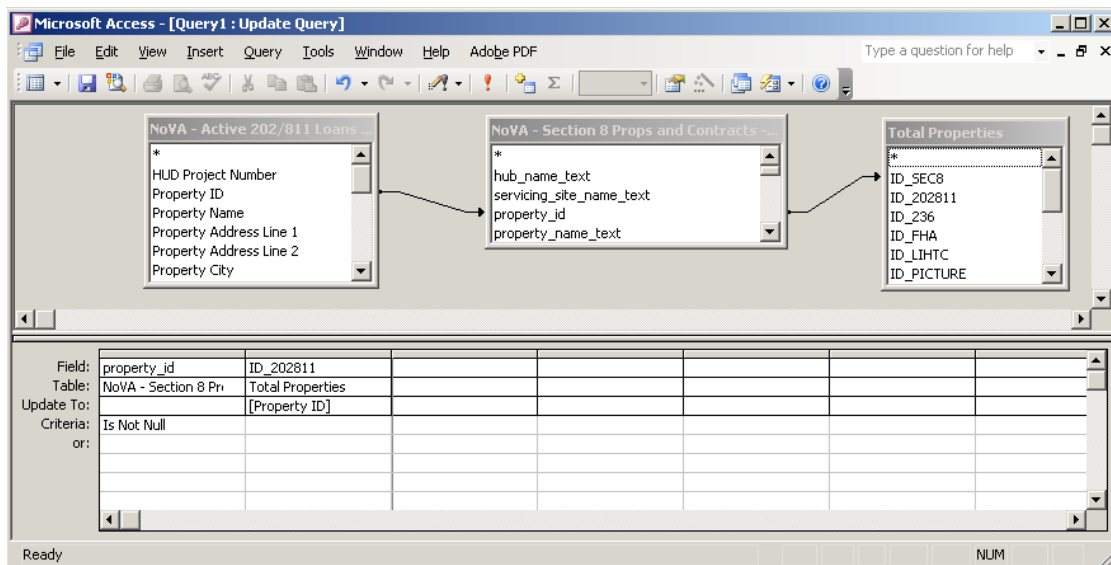 Microsoft Access - [Query1 : Update Query]
File Edit View Insert Query Tools Window Help Adobe PDF Type a question for help
ABC
NoVA - Active 202/811 Loans ...
*
HUD Project Number
Property ID
Property Name
Property Address Line 1
Property Address Line 2
Property City
NoVA - Section 8 Props and Contracts -...
*
hub_name_text
servicing_site_name_text
property_id
property_name_text
Total Properties
*
ID_SEC8
ID_202811
ID_236
ID_FHA
ID_LIHTC
ID_PICTURE
Field: property_id ID_202811
Table: NoVA - Section 8 Pr Total Properties
Update To: [Property ID]
Criteria: Is Not Null
or:
Ready NUM